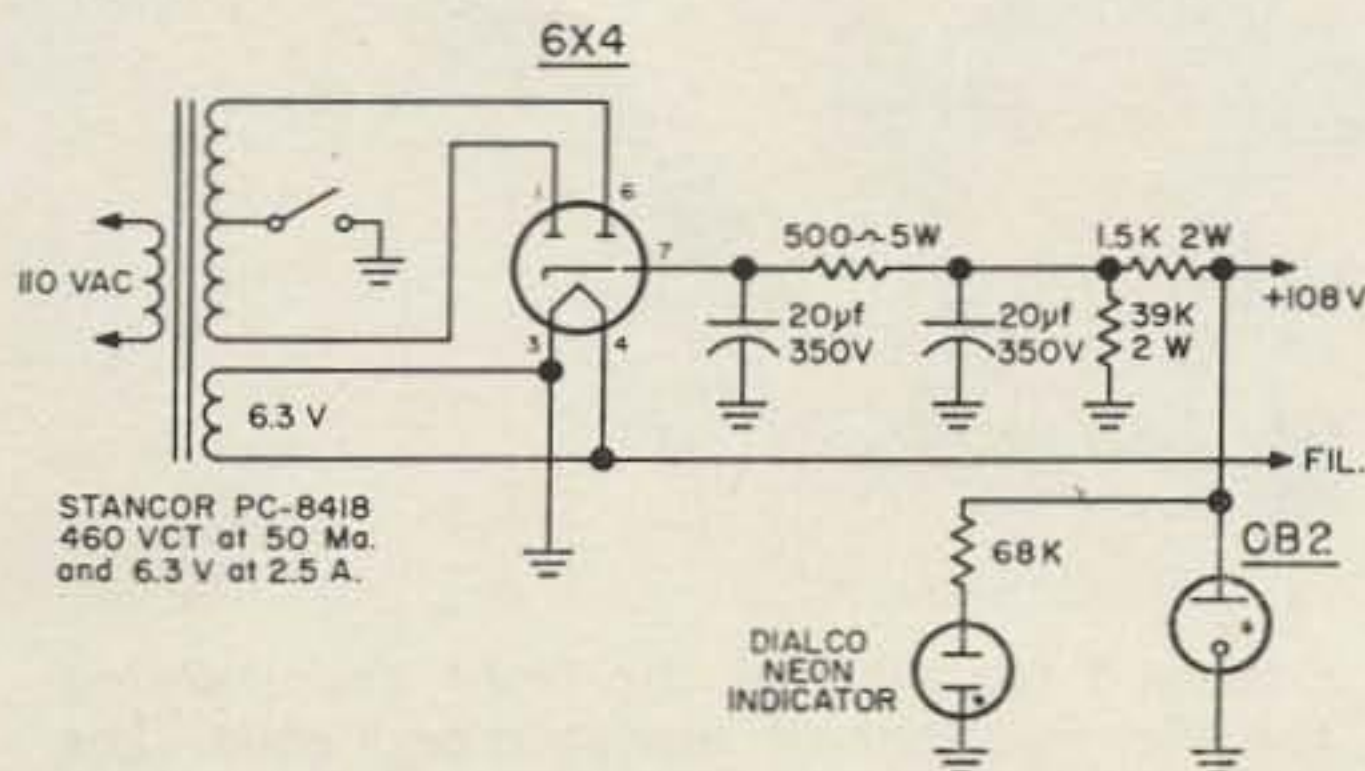 6X4
1 6
7
500~5W
1.5K 2W
110 VAC
+108V
20µf
350V
20µf
350V
39K
2 W
3 4
6.3 V
FIL.
STANCOR PC-8418
460 VCT at 50 Ma.
and 6.3 V at 2.5 A.
68K
OB2
DIALCO
NEON
INDICATOR